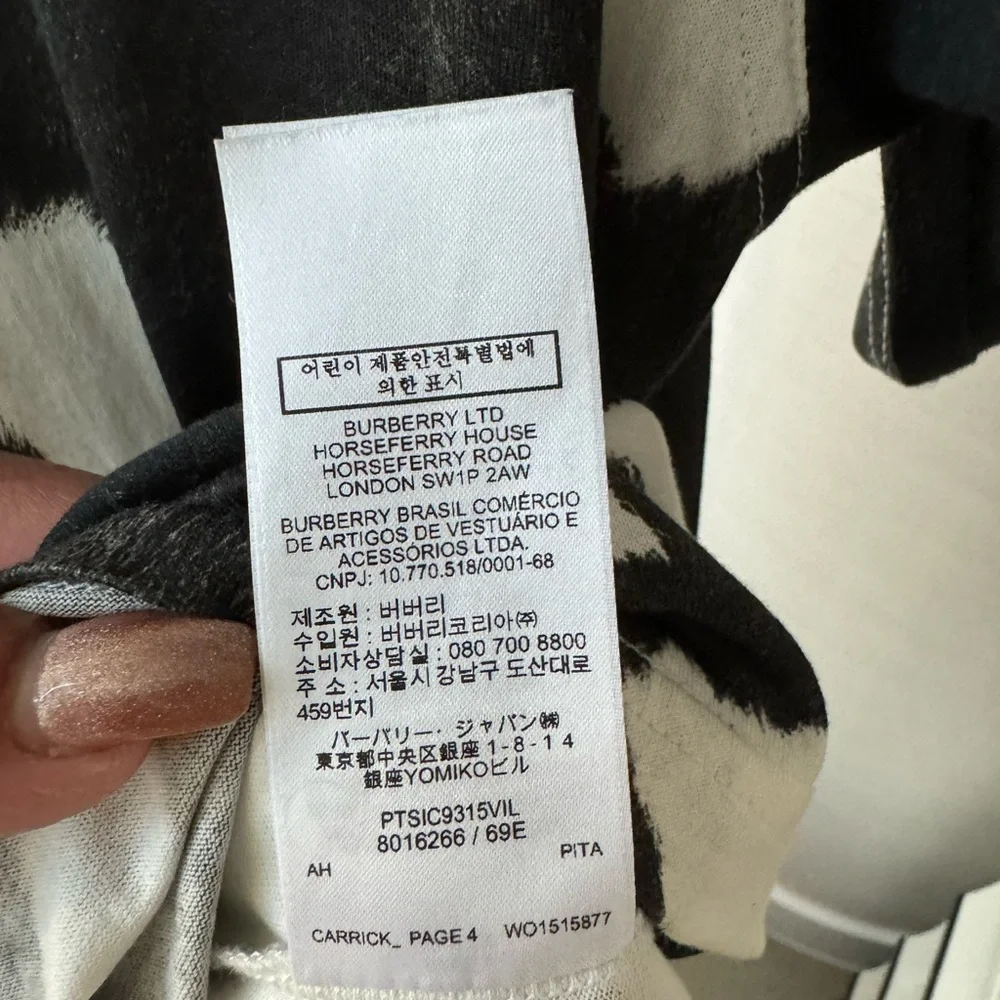 어린이 제품안전특별법에
의한 표시
BURBERRY LTD
HORSEFERRY HOUSE
HORSEFERRY ROAD
LONDON SW1P 2AW
BURBERRY BRASIL COMÉRCIO
DE ARTIGOS DE VESTUÁRIO E
ACESSÓRIOS LTDA.
CNPJ: 10.770.518/0001-68
제조원 : 버버리
수입원 : 버버리코리아㈜
소비자상담실 : 080 700 8800
주 소 : 서울시 강남구 도산대로
459번지
バーバリー・ジャパン㈱
東京都中央区銀座 1-8-14
銀座YOMIKOビル
PTSIC9315VIL
8016266 / 69E
AH PITA
CARRICK_ PAGE 4 WO1515877